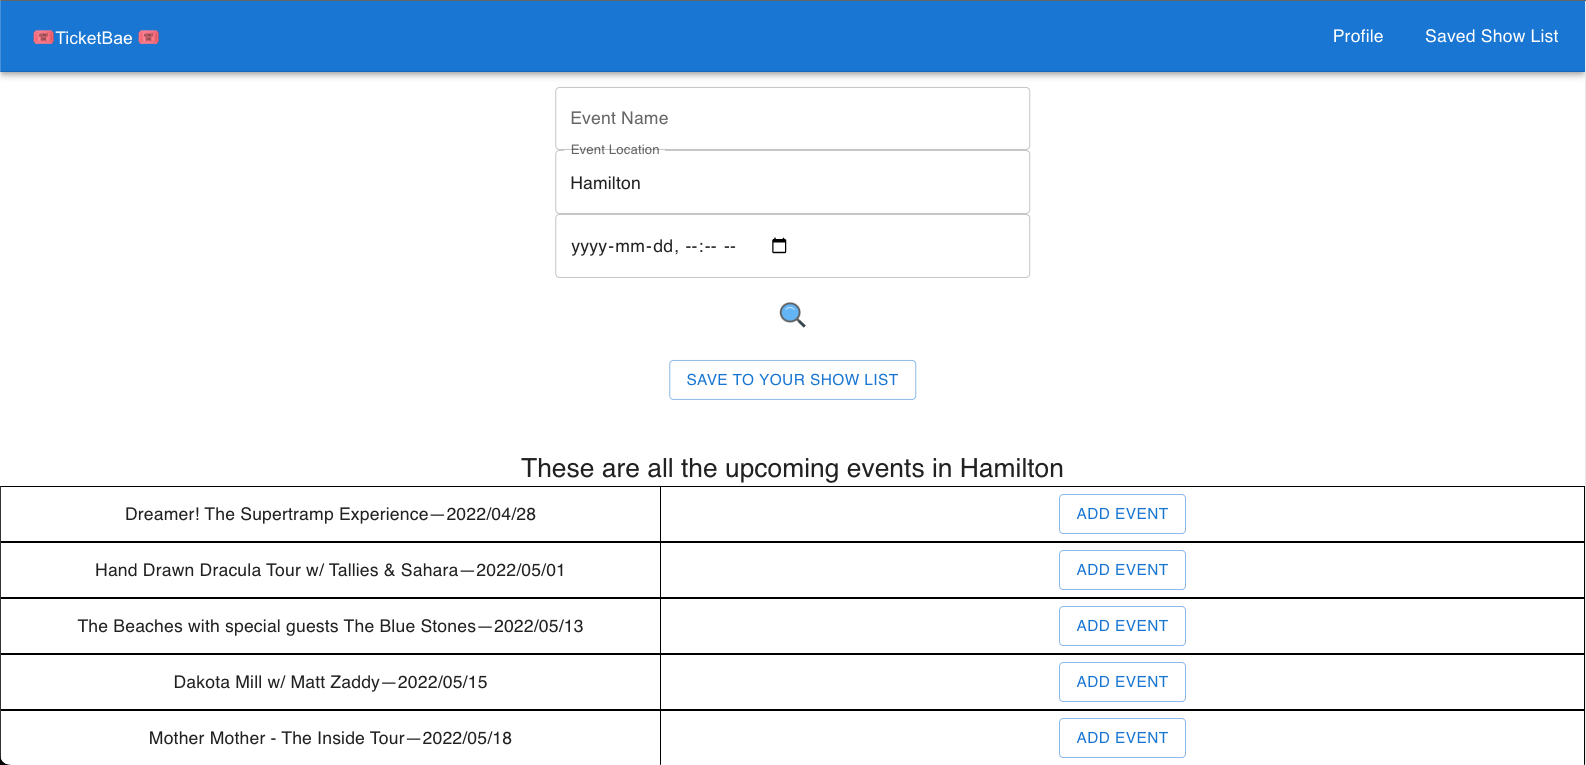 TicketBae
Profile
Saved Show List
Event Name
Event Location
Hamilton
yyyy-mm-dd, --:-- --
SAVE TO YOUR SHOW LIST
These are all the upcoming events in Hamilton
Dreamer! The Supertramp Experience—2022/04/28
ADD EVENT
Hand Drawn Dracula Tour w/ Tallies & Sahara—2022/05/01
ADD EVENT
The Beaches with special guests The Blue Stones—2022/05/13
ADD EVENT
Dakota Mill w/ Matt Zaddy—2022/05/15
ADD EVENT
Mother Mother - The Inside Tour—2022/05/18
ADD EVENT